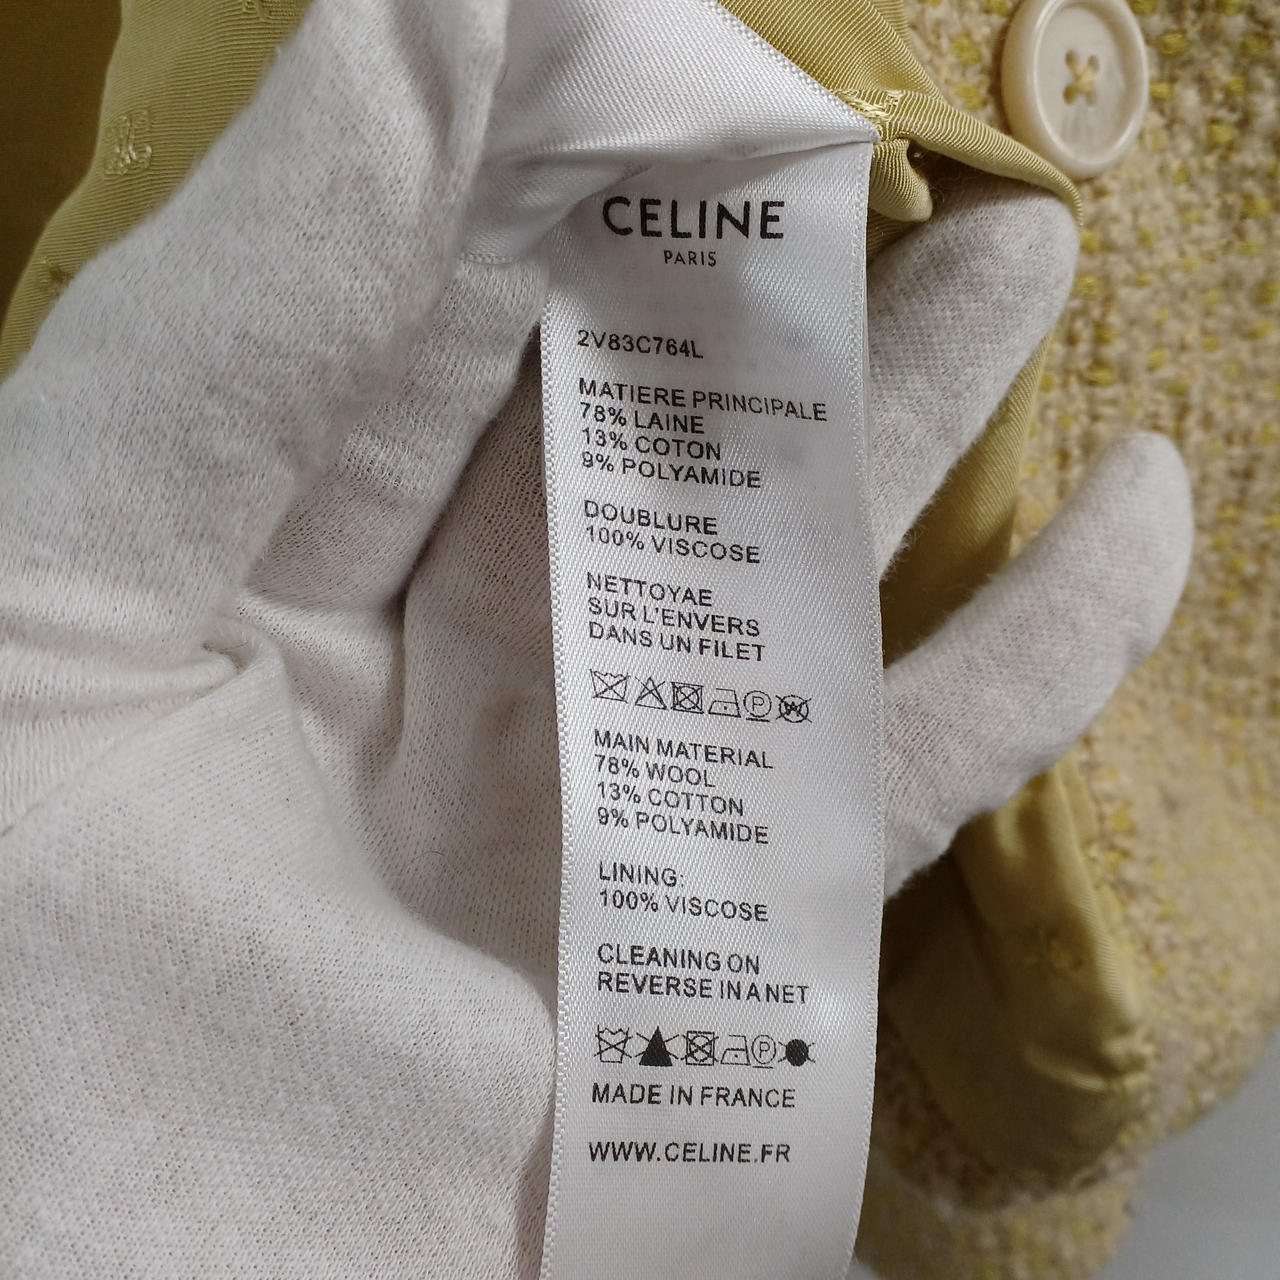 CELINE
PARIS
2V83C764L
MATIERE PRINCIPALE
78% LAINE
13% COTON
9% POLYAMIDE
DOUBLURE
100% VISCOSE
NETTOYAE
SUR L'ENVERS
DANS UN FILET
P W
MAIN MATERIAL
78% WOOL
13% COTTON
9% POLYAMIDE
LINING:
100% VISCOSE
CLEANING ON
REVERSE IN A NET
P
MADE IN FRANCE
WWW.CELINE.FR